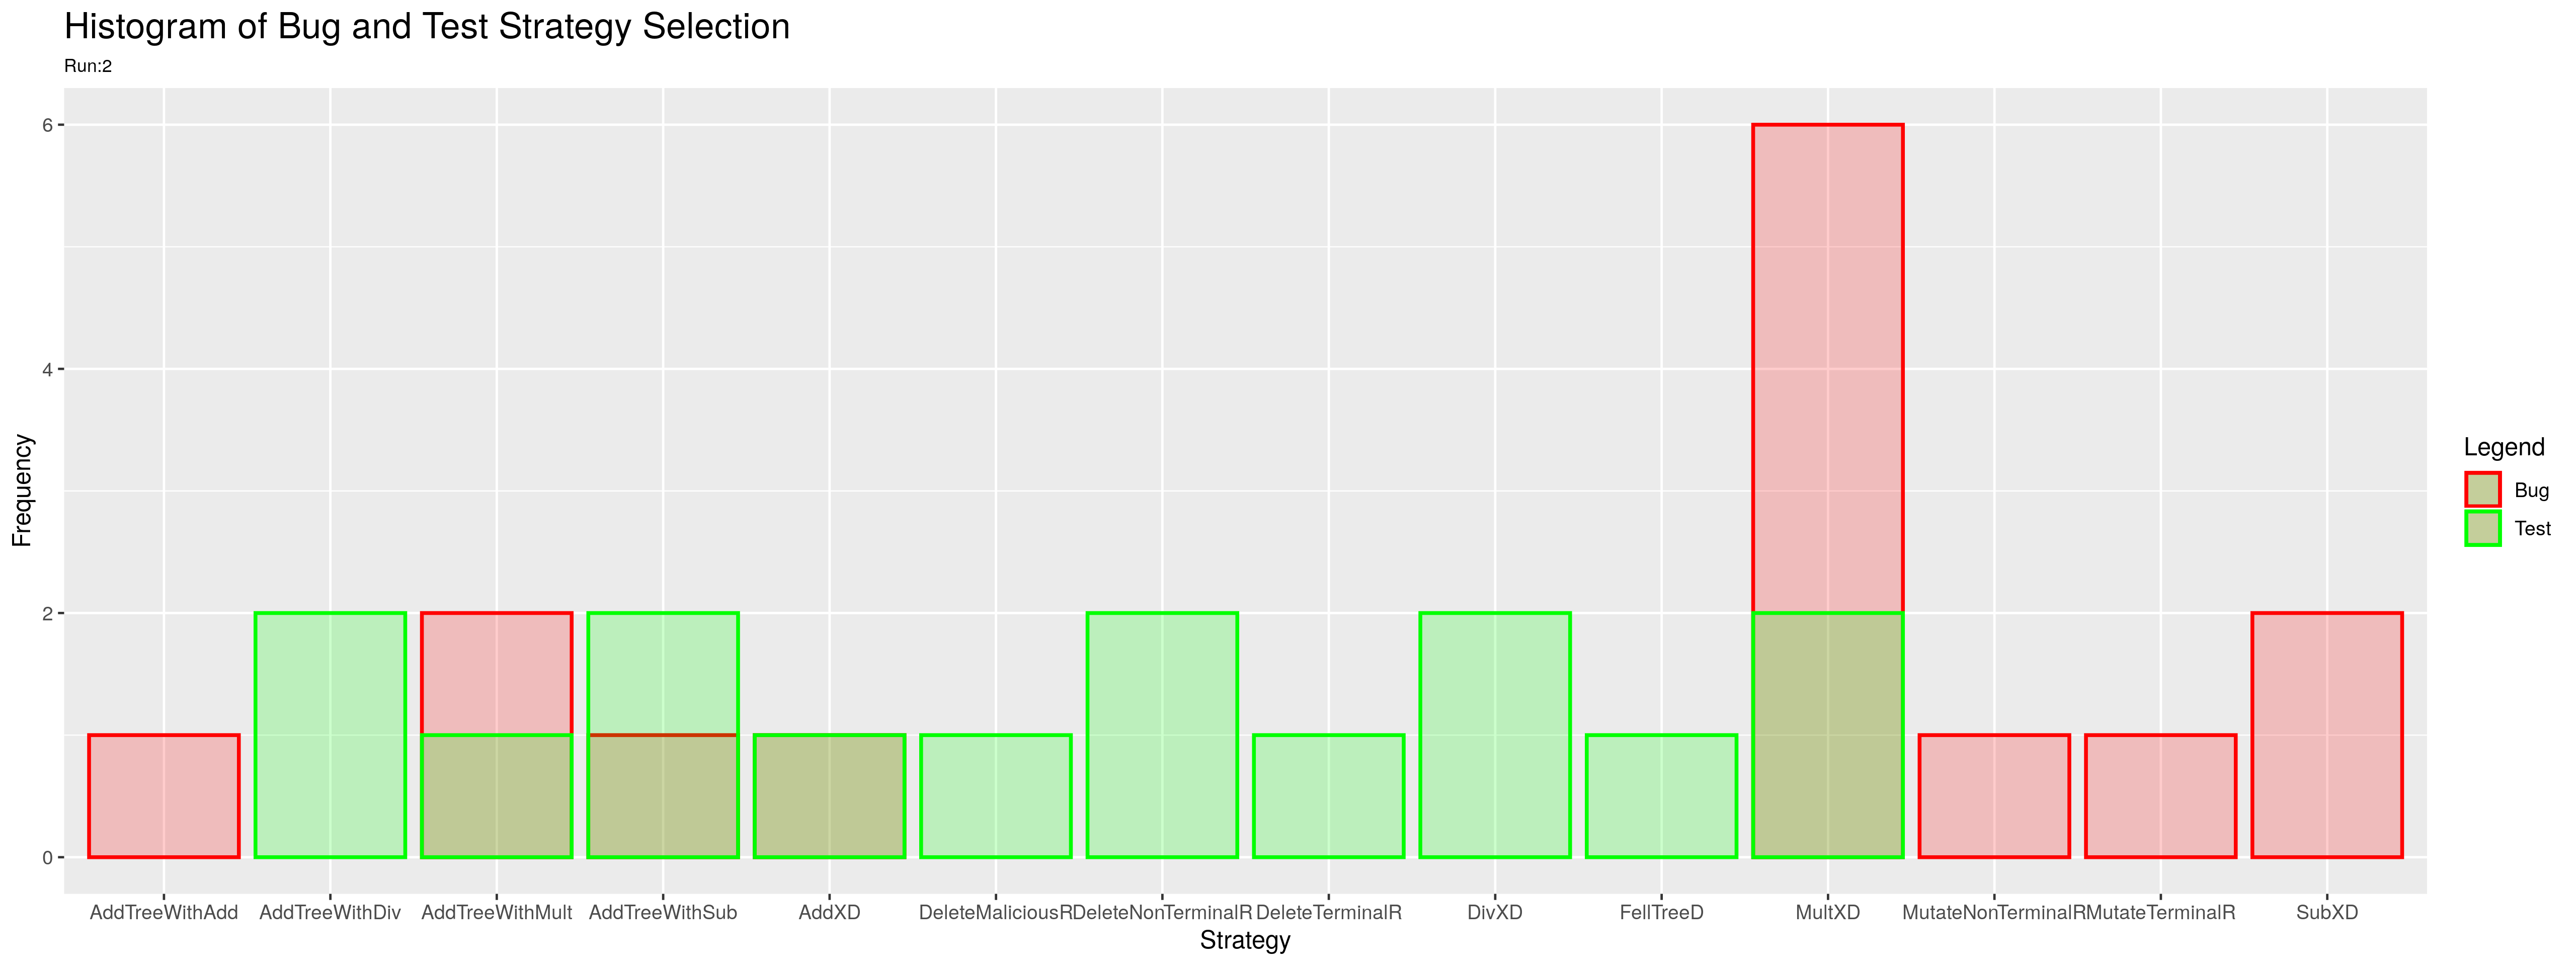 Histogram of Bug and Test Strategy Selection
Run:2
Frequency
6
4
2
0
AddTreeWithAdd AddTreeWithDiv AddTreeWithMult AddTreeWithSub AddXD DeleteMaliciousR DeleteNonTerminalR DeleteTerminalR DivXD FellTreeD MultXD MutateNonTerminalR MutateTerminalR SubXD
Strategy
Legend
Bug
Test